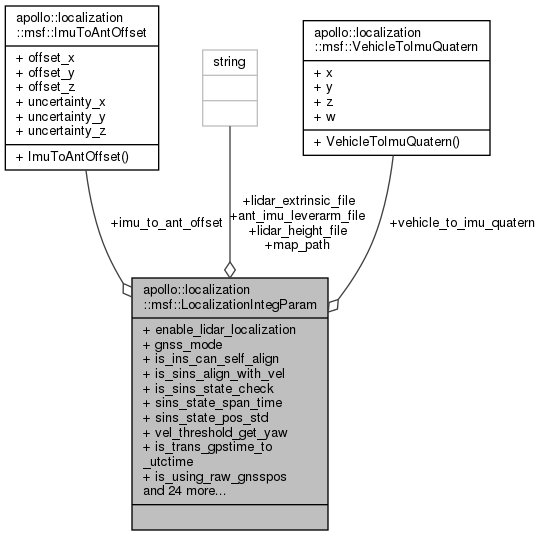 apollo::localization
::msf::ImuToAntOffset
+ offset_x
+ offset_y
+ offset_z
+ uncertainty_x
+ uncertainty_y
+ uncertainty_z
+ ImuToAntOffset()
string
apollo::localization
::msf::VehicleToImuQuatern
+ x
+ y
+ z
+ w
+ VehicleToImuQuatern()
+imu_to_ant_offset
+lidar_extrinsic_file
+ant_imu_leverarm_file
+lidar_height_file
+map_path
+vehicle_to_imu_quatern
apollo::localization
::msf::LocalizationIntegParam
+ enable_lidar_localization
+ gnss_mode
+ is_ins_can_self_align
+ is_sins_align_with_vel
+ is_sins_state_check
+ sins_state_span_time
+ sins_state_pos_std
+ vel_threshold_get_yaw
+ is_trans_gpstime_to
_utctime
+ is_using_raw_gnsspos
and 24 more...